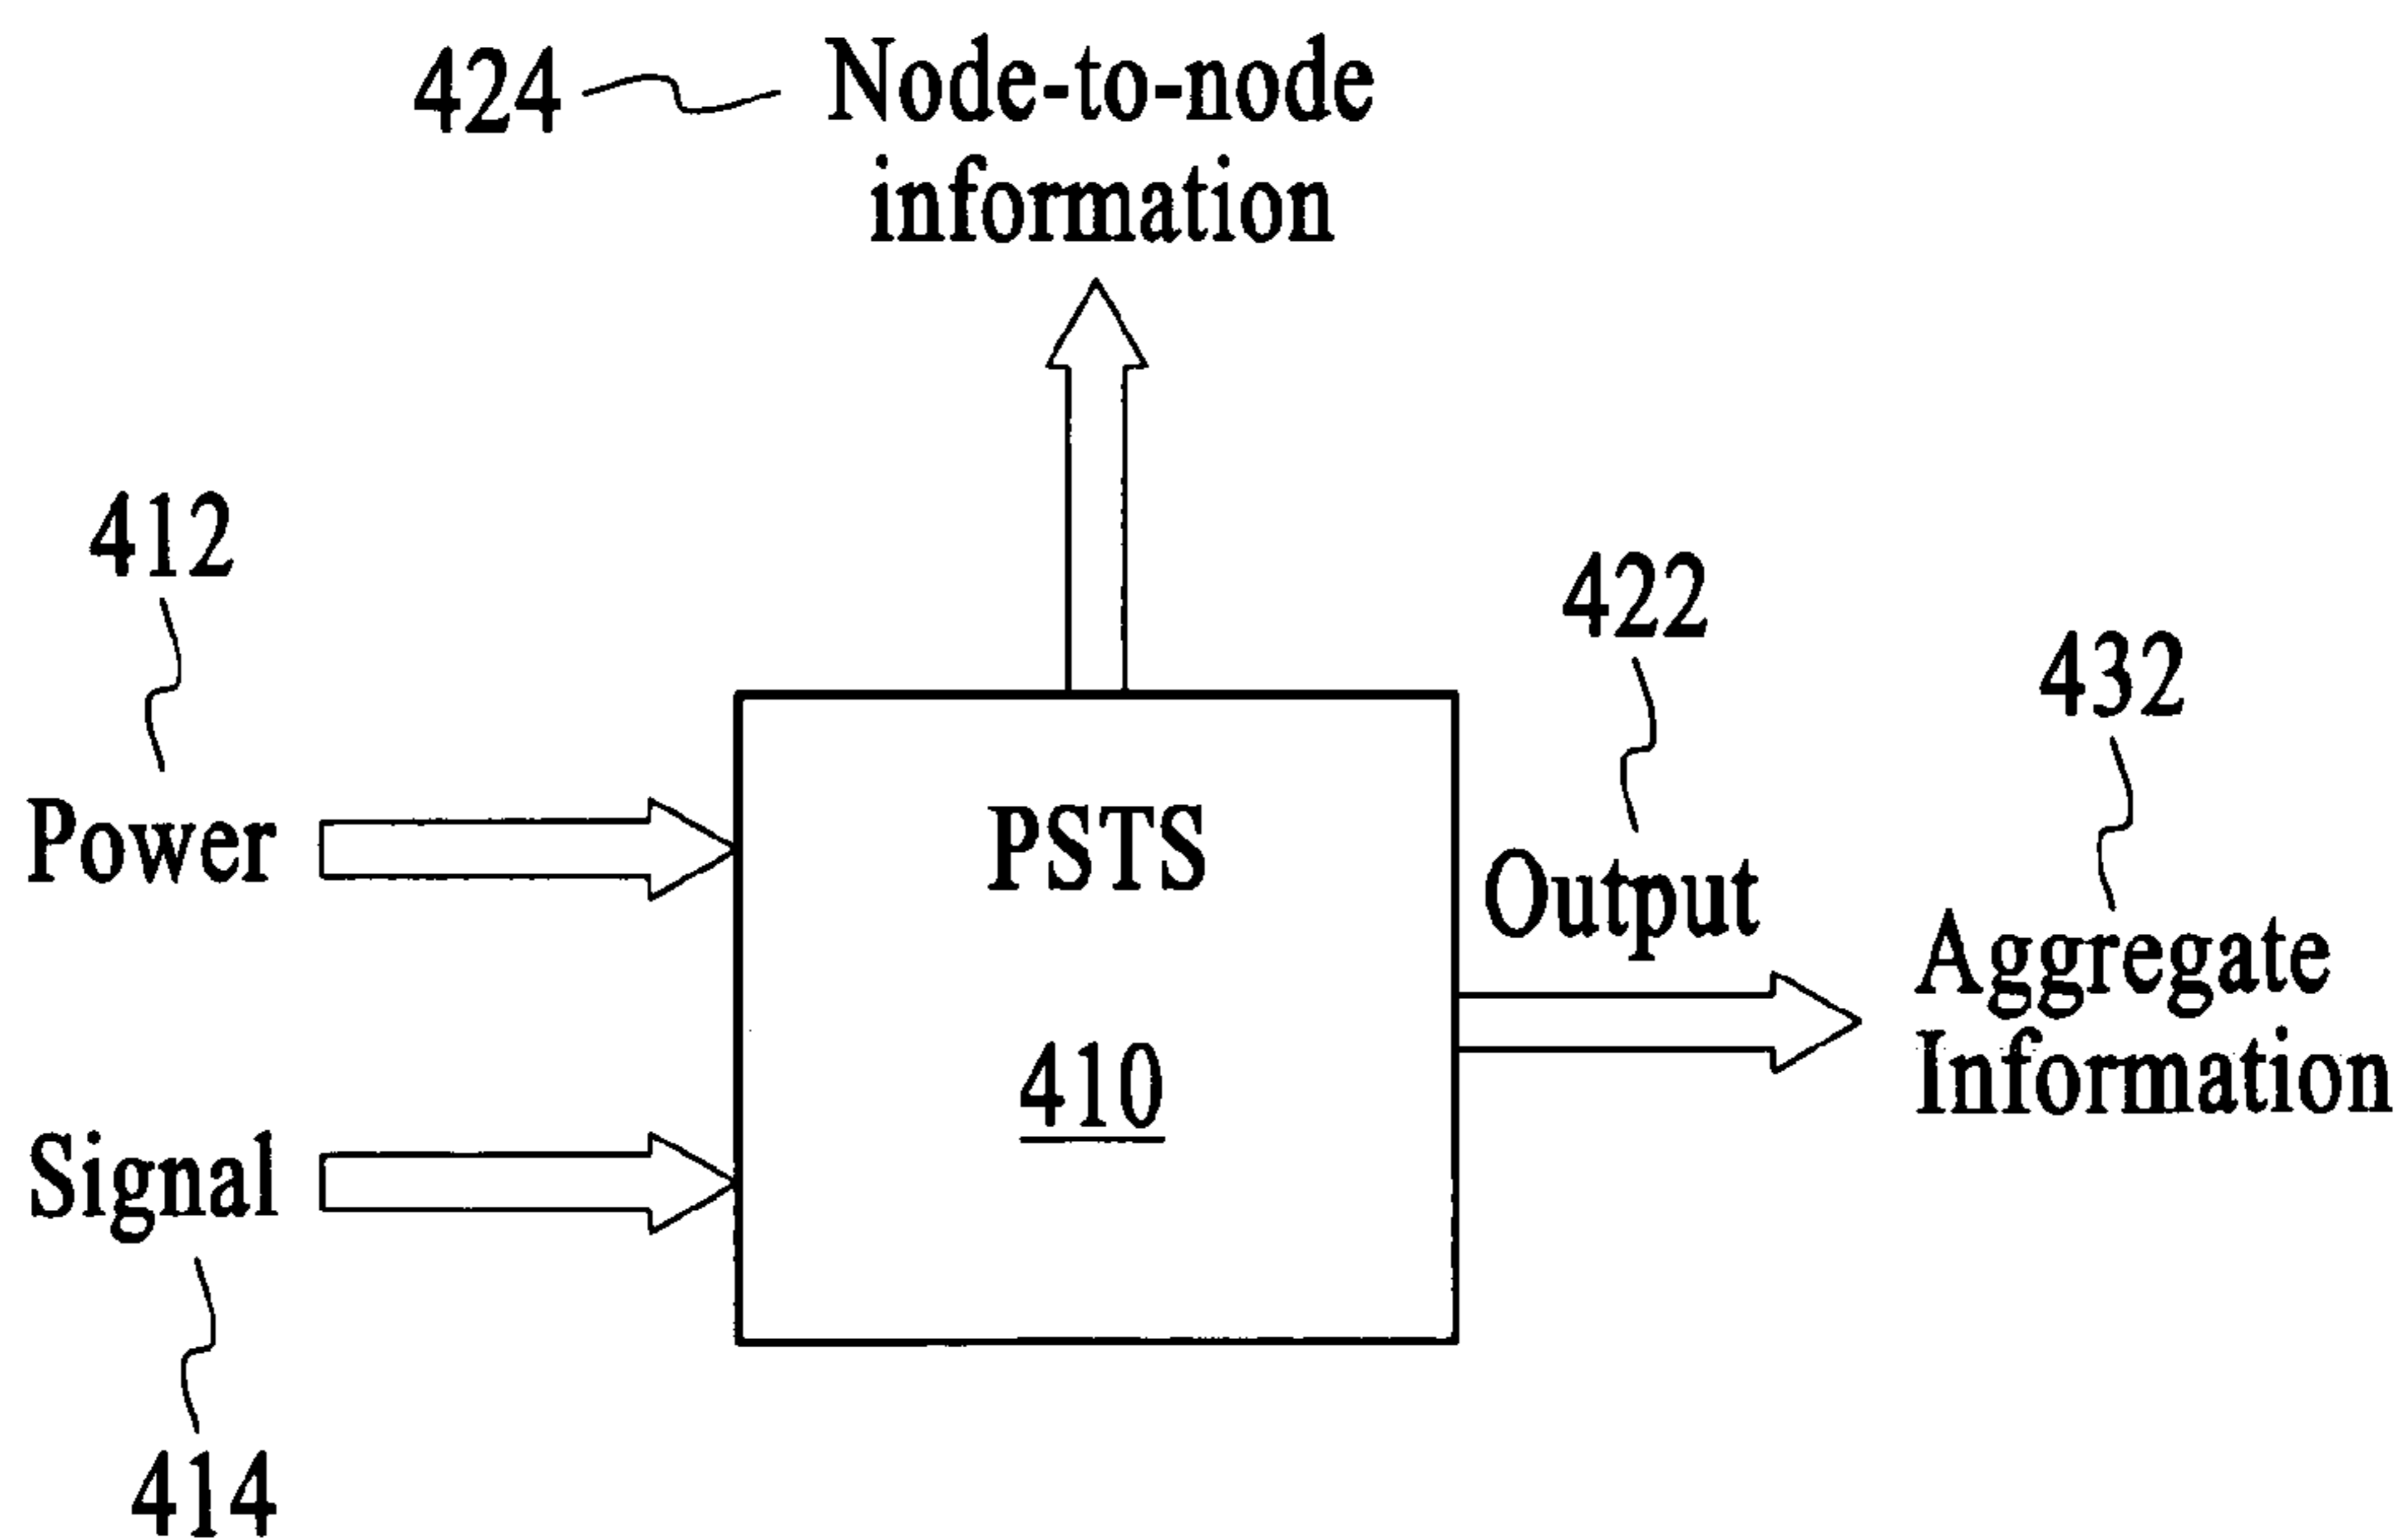 424
Node-to-node
information
412
422
432
Power
PSTS
Output
Aggregate
Information
410
Signal
414